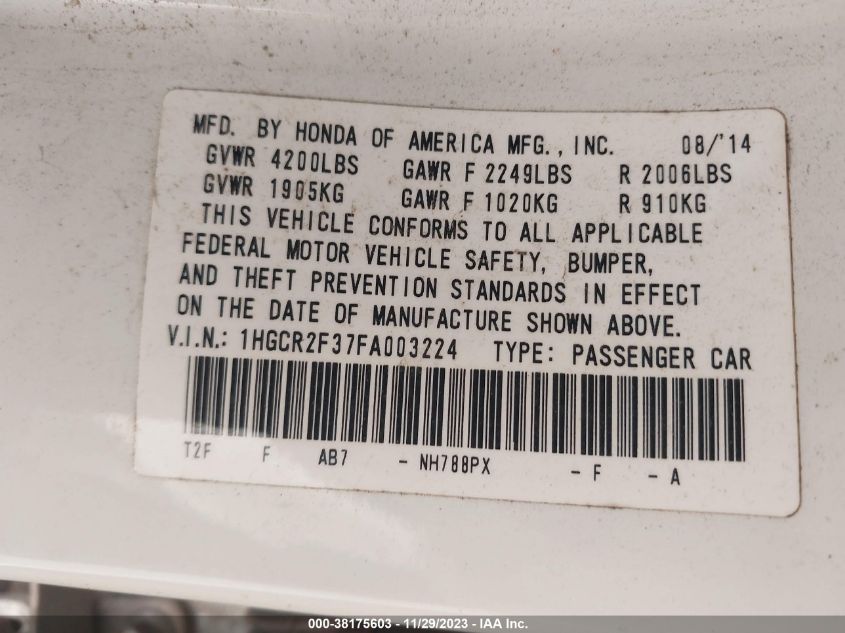 MFD. BY HONDA OF AMERICA MFG., INC. 08/'14
GVWR 4200LBS GAWR F 2249LBS R 2006LBS
GVWR 1905KG GAWR F 1020KG R 910KG
THIS VEHICLE CONFORMS TO ALL APPLICABLE
FEDERAL MOTOR VEHICLE SAFETY, BUMPER,
AND THEFT PREVENTION STANDARDS IN EFFECT
ON THE DATE OF MANUFACTURE SHOWN ABOVE.
V.I.N.: 1HGCR2F37FA003224 TYPE: PASSENGER CAR
T2F F AB7 - NH788PX - F - A
000-38175603 - 11/29/2023 - IAA Inc.